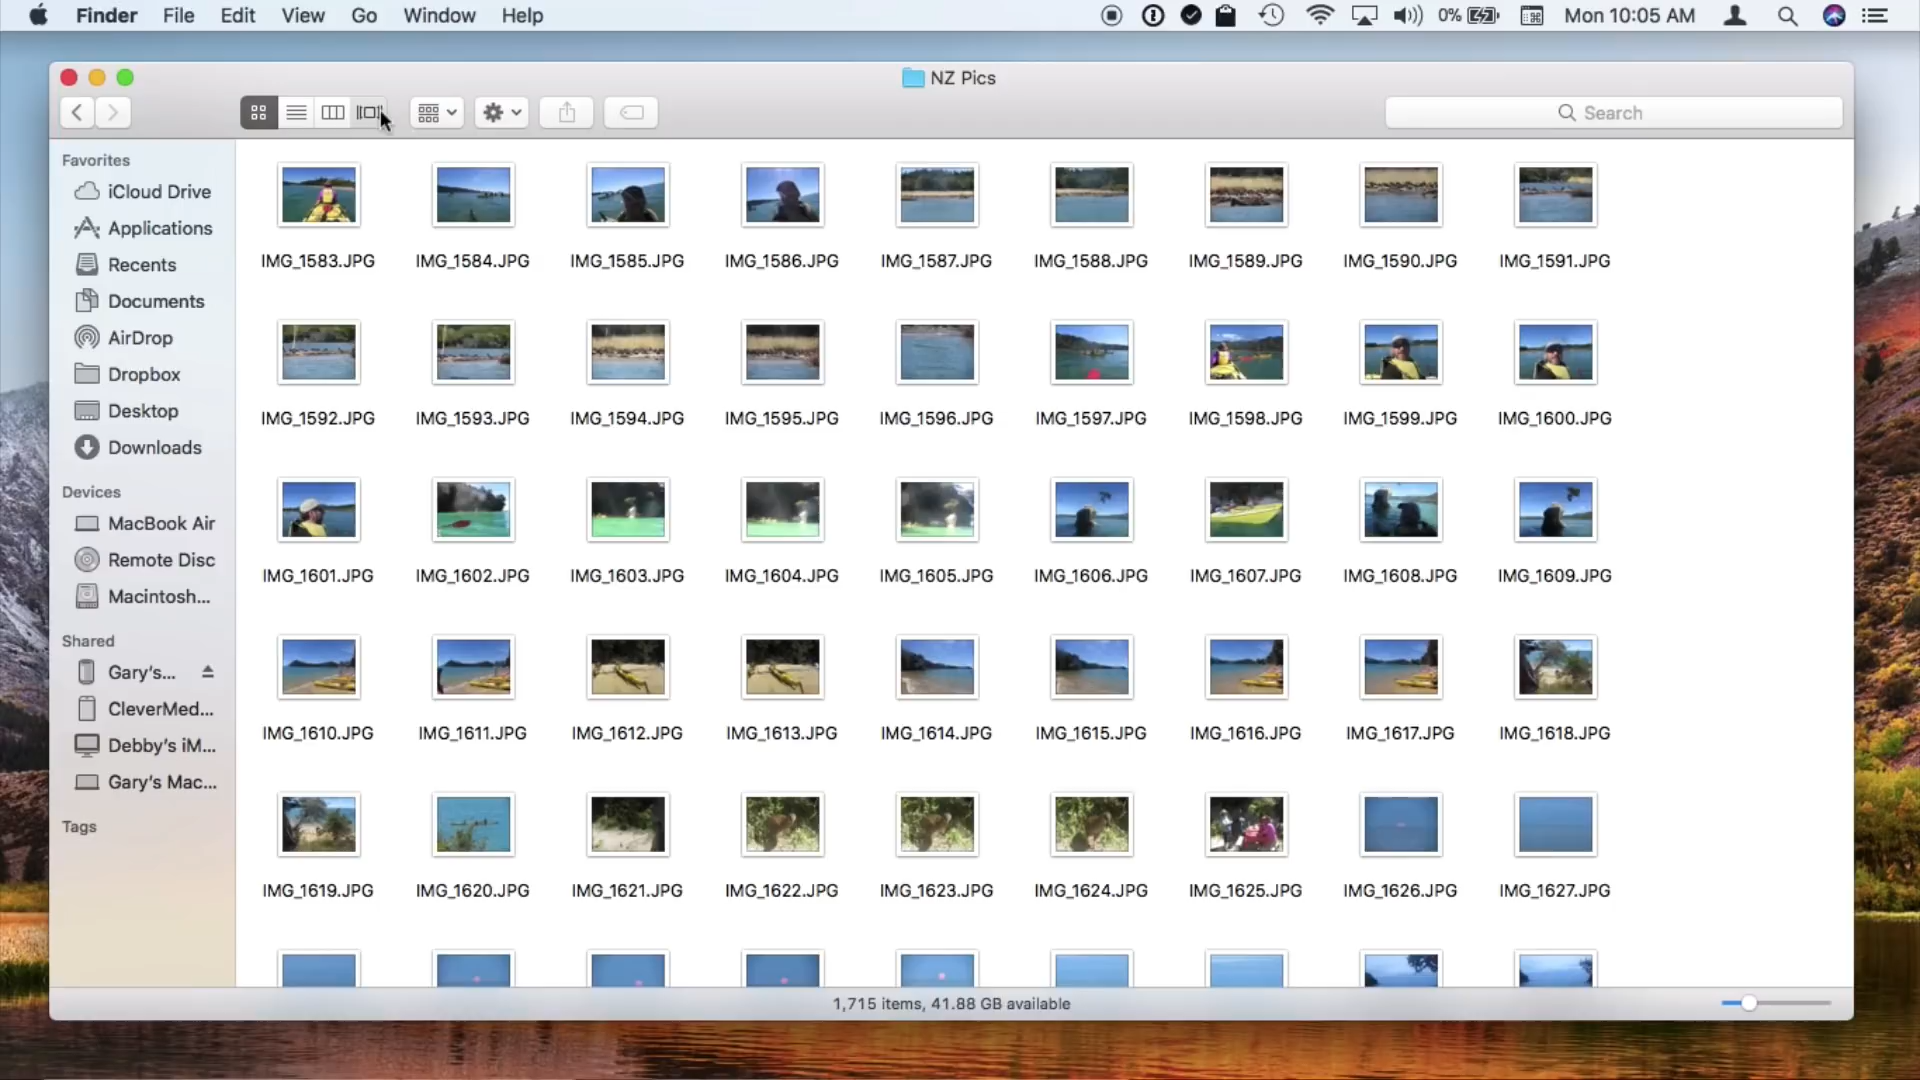 Finder File Edit View Go Window Help 0% Mon 10:05 AM
NZ Pics
Search
Favorites
iCloud Drive
Applications
Recents
Documents
AirDrop
Dropbox
Desktop
Downloads
Devices
MacBook Air
Remote Disc
Macintosh...
Shared
Gary's...
CleverMed...
Debby's iM...
Gary's Mac...
Tags
IMG_1583.JPG IMG_1584.JPG IMG_1585.JPG IMG_1586.JPG IMG_1587.JPG IMG_1588.JPG IMG_1589.JPG IMG_1590.JPG IMG_1591.JPG
IMG_1592.JPG IMG_1593.JPG IMG_1594.JPG IMG_1595.JPG IMG_1596.JPG IMG_1597.JPG IMG_1598.JPG IMG_1599.JPG IMG_1600.JPG
IMG_1601.JPG IMG_1602.JPG IMG_1603.JPG IMG_1604.JPG IMG_1605.JPG IMG_1606.JPG IMG_1607.JPG IMG_1608.JPG IMG_1609.JPG
IMG_1610.JPG IMG_1611.JPG IMG_1612.JPG IMG_1613.JPG IMG_1614.JPG IMG_1615.JPG IMG_1616.JPG IMG_1617.JPG IMG_1618.JPG
IMG_1619.JPG IMG_1620.JPG IMG_1621.JPG IMG_1622.JPG IMG_1623.JPG IMG_1624.JPG IMG_1625.JPG IMG_1626.JPG IMG_1627.JPG
1,715 items, 41.88 GB available